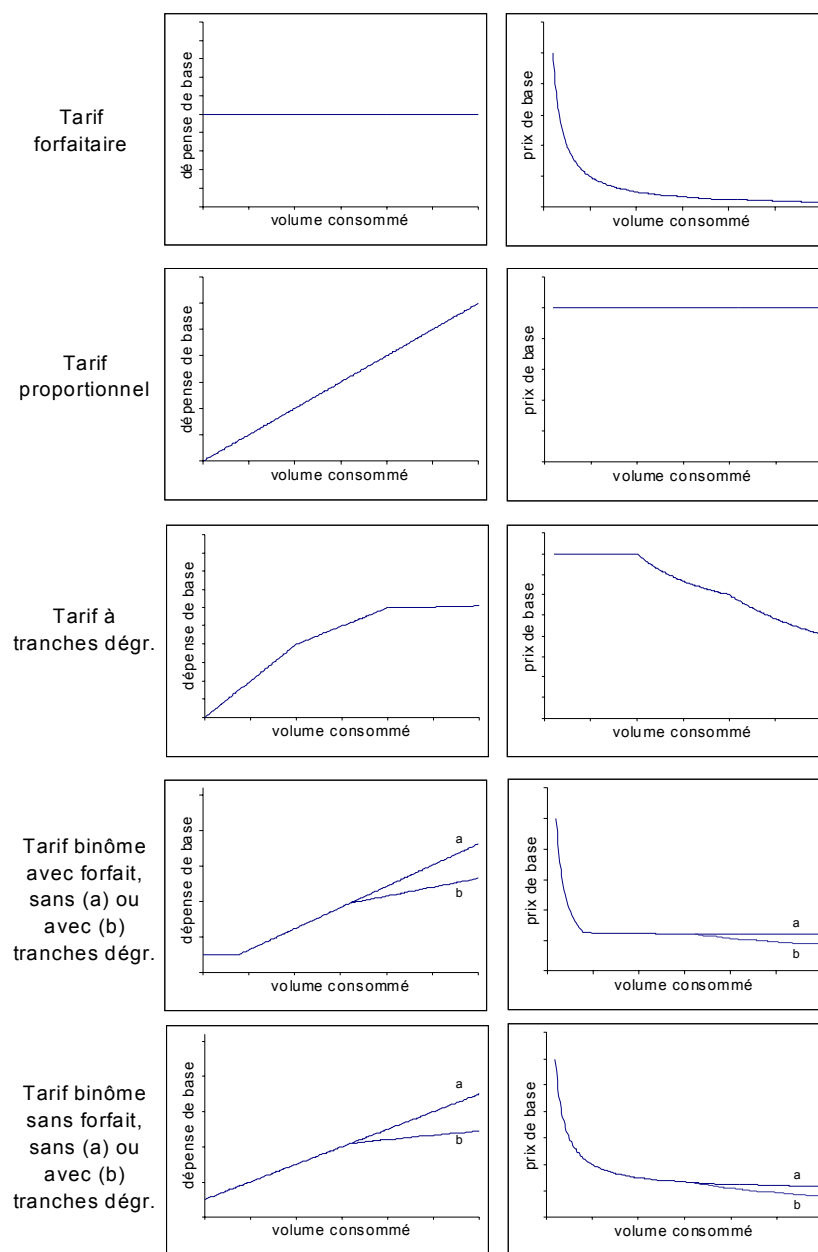 Tarif
forfaitaire
dépense de base
volume consommé
prix de base
volume consommé
Tarif
proportionnel
dépense de base
volume consommé
prix de base
volume consommé
Tarif à
tranches dégr.
dépense de base
volume consommé
prix de base
volume consommé
Tarif binôme
avec forfait,
sans (a) ou
avec (b)
tranches dégr.
dépense de base
a
b
volume consommé
prix de base
a
b
volume consommé
Tarif binôme
sans forfait,
sans (a) ou
avec (b)
tranches dégr.
dépense de base
a
b
volume consommé
prix de base
a
b
volume consommé